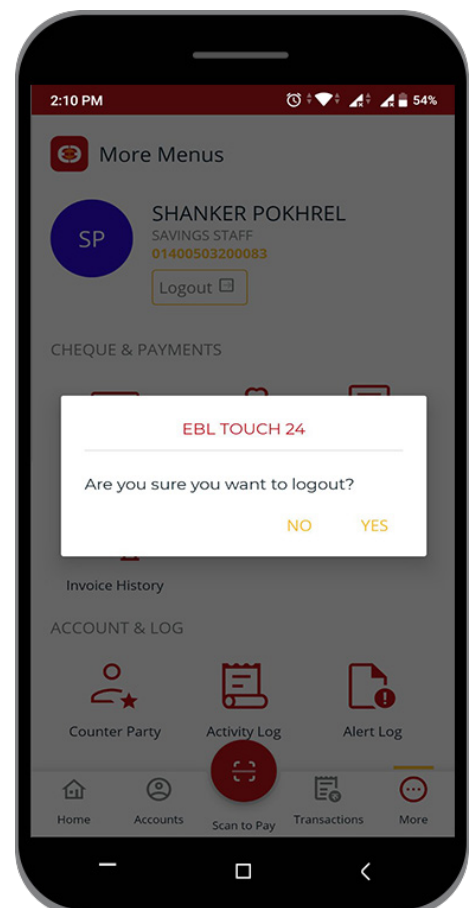 2:10 PM
54%
More Menus
SP
SHANKER POKHREL
SAVINGS STAFF
01400503200083
Logout
CHEQUE & PAYMENTS
EBL TOUCH 24
Are you sure you want to logout?
NO YES
Invoice History
ACCOUNT & LOG
Counter Party Activity Log Alert Log
Home Accounts Scan to Pay Transactions More